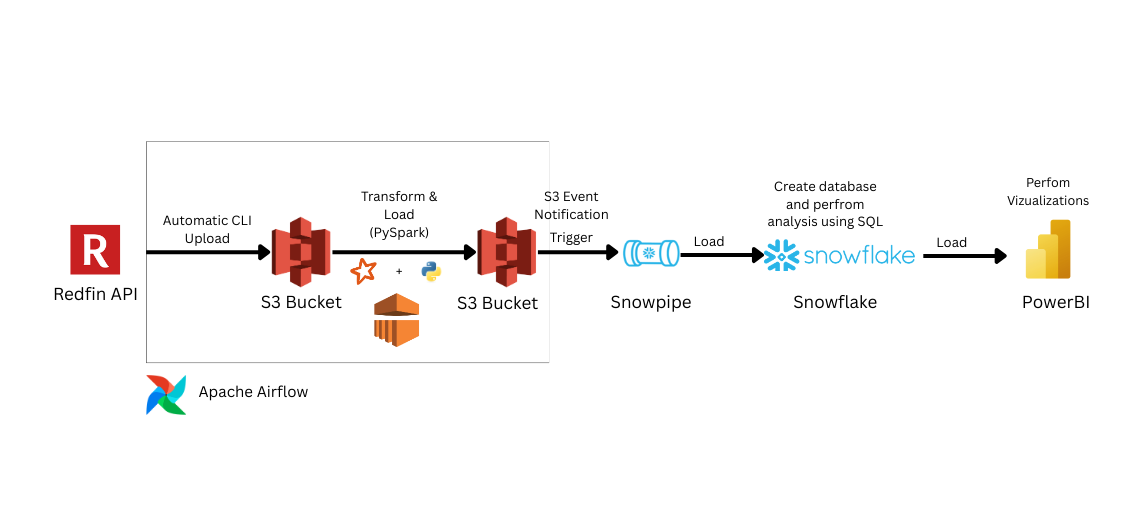 Automatic CLI
Upload
Transform &
Load
(PySpark)
S3 Event
Notification
Trigger
Create database
and perfrom
analysis using SQL
Perfom
Vizualizations
R
+
Load
snowflake
Load
Redfin API
S3 Bucket
S3 Bucket
Snowpipe
Snowflake
PowerBI
Apache Airflow